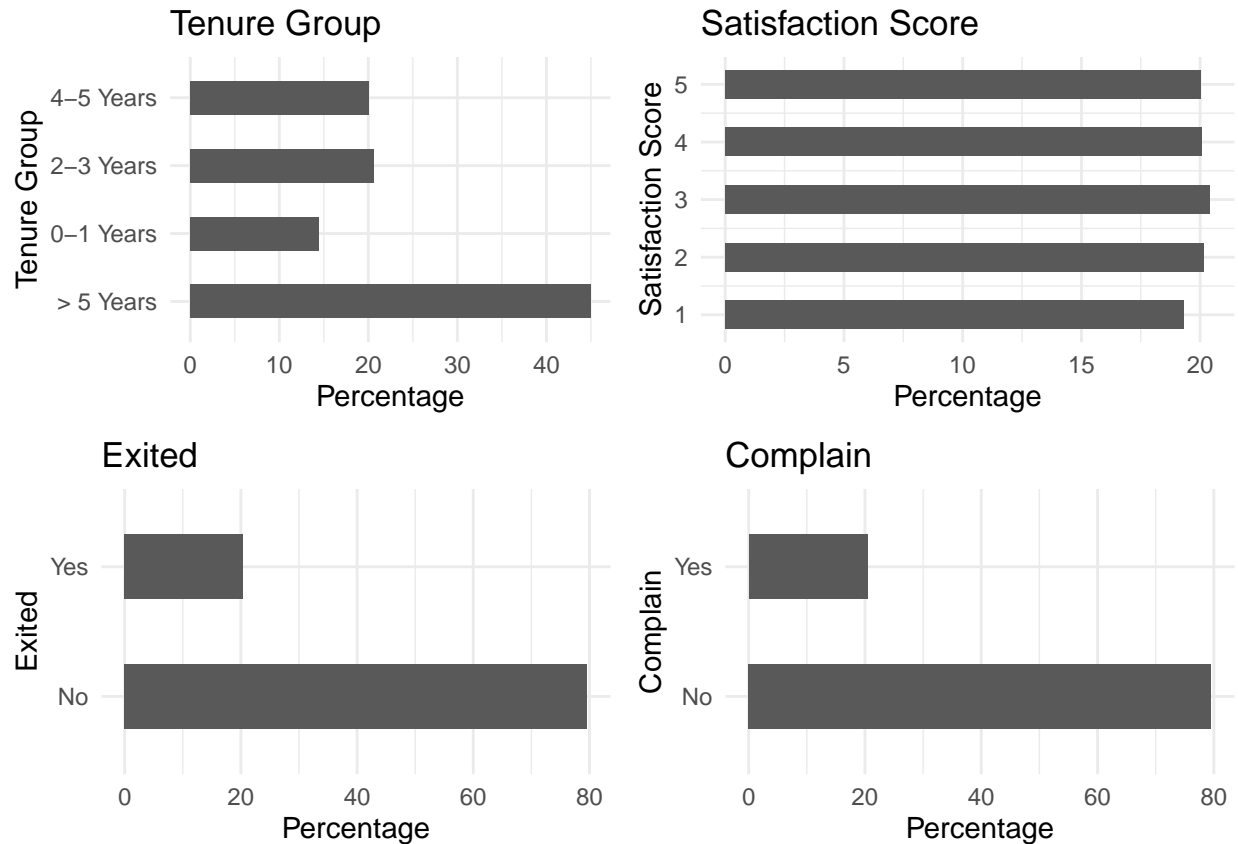 Tenure Group
Tenure Group
4–5 Years
2–3 Years
0–1 Years
> 5 Years
0 10 20 30 40
Percentage
Satisfaction Score
Satisfaction Score
5
4
3
2
1
0 5 10 15 20
Percentage
Exited
Exited
Yes
No
0 20 40 60 80
Percentage
Complain
Complain
Yes
No
0 20 40 60 80
Percentage